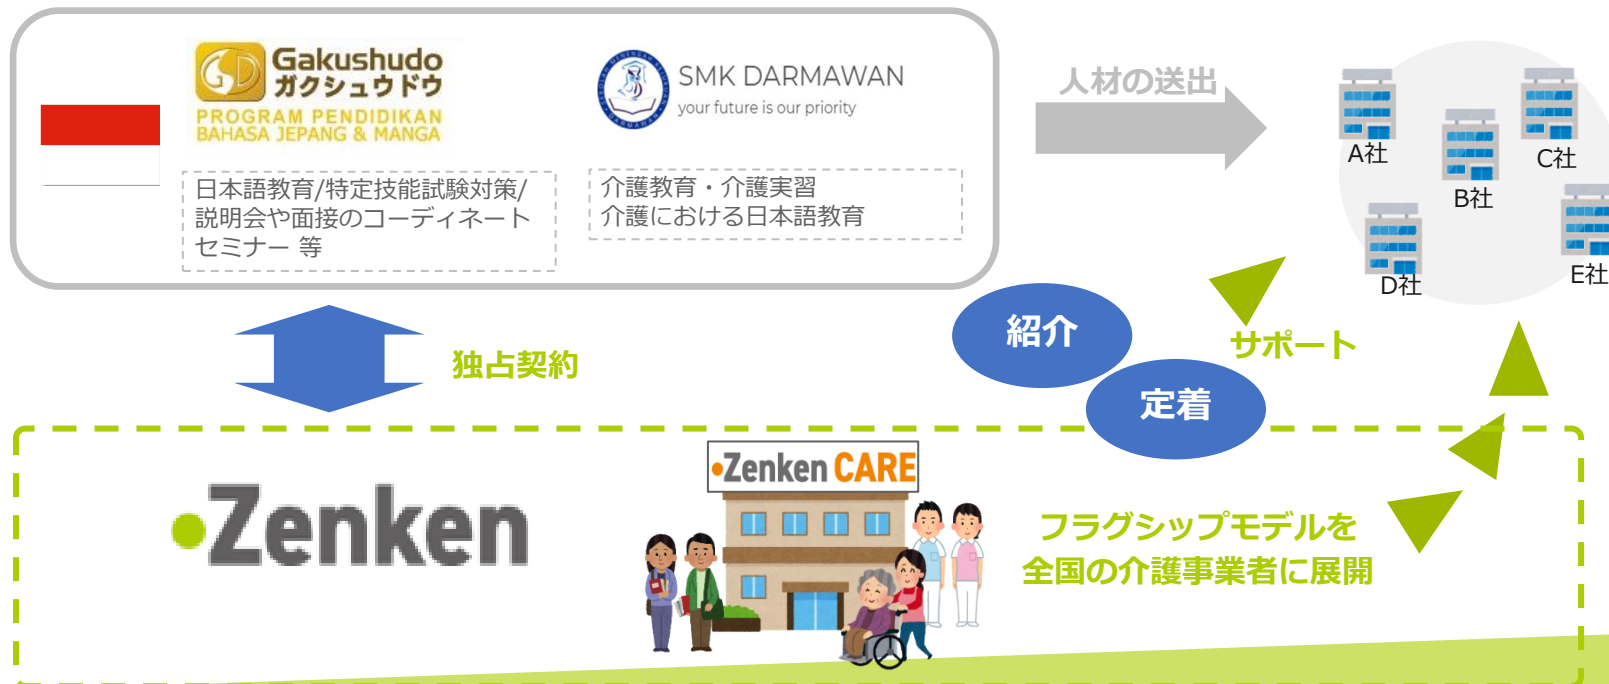 Gakushudo
ガクシュウドウ
PROGRAM PENDIDIKAN
BAHASA JEPANG & MANGA
日本語教育/特定技能試験対策/
説明会や面接のコーディネート
セミナー 等
SMK DARMAWAN
your future is our priority
介護教育・介護実習
介護における日本語教育
人材の送出
A社
B社
C社
D社
E社
独占契約
紹介
定着
サポート
Zenken
Zenken CARE
フラグシップモデルを
全国の介護事業者に展開